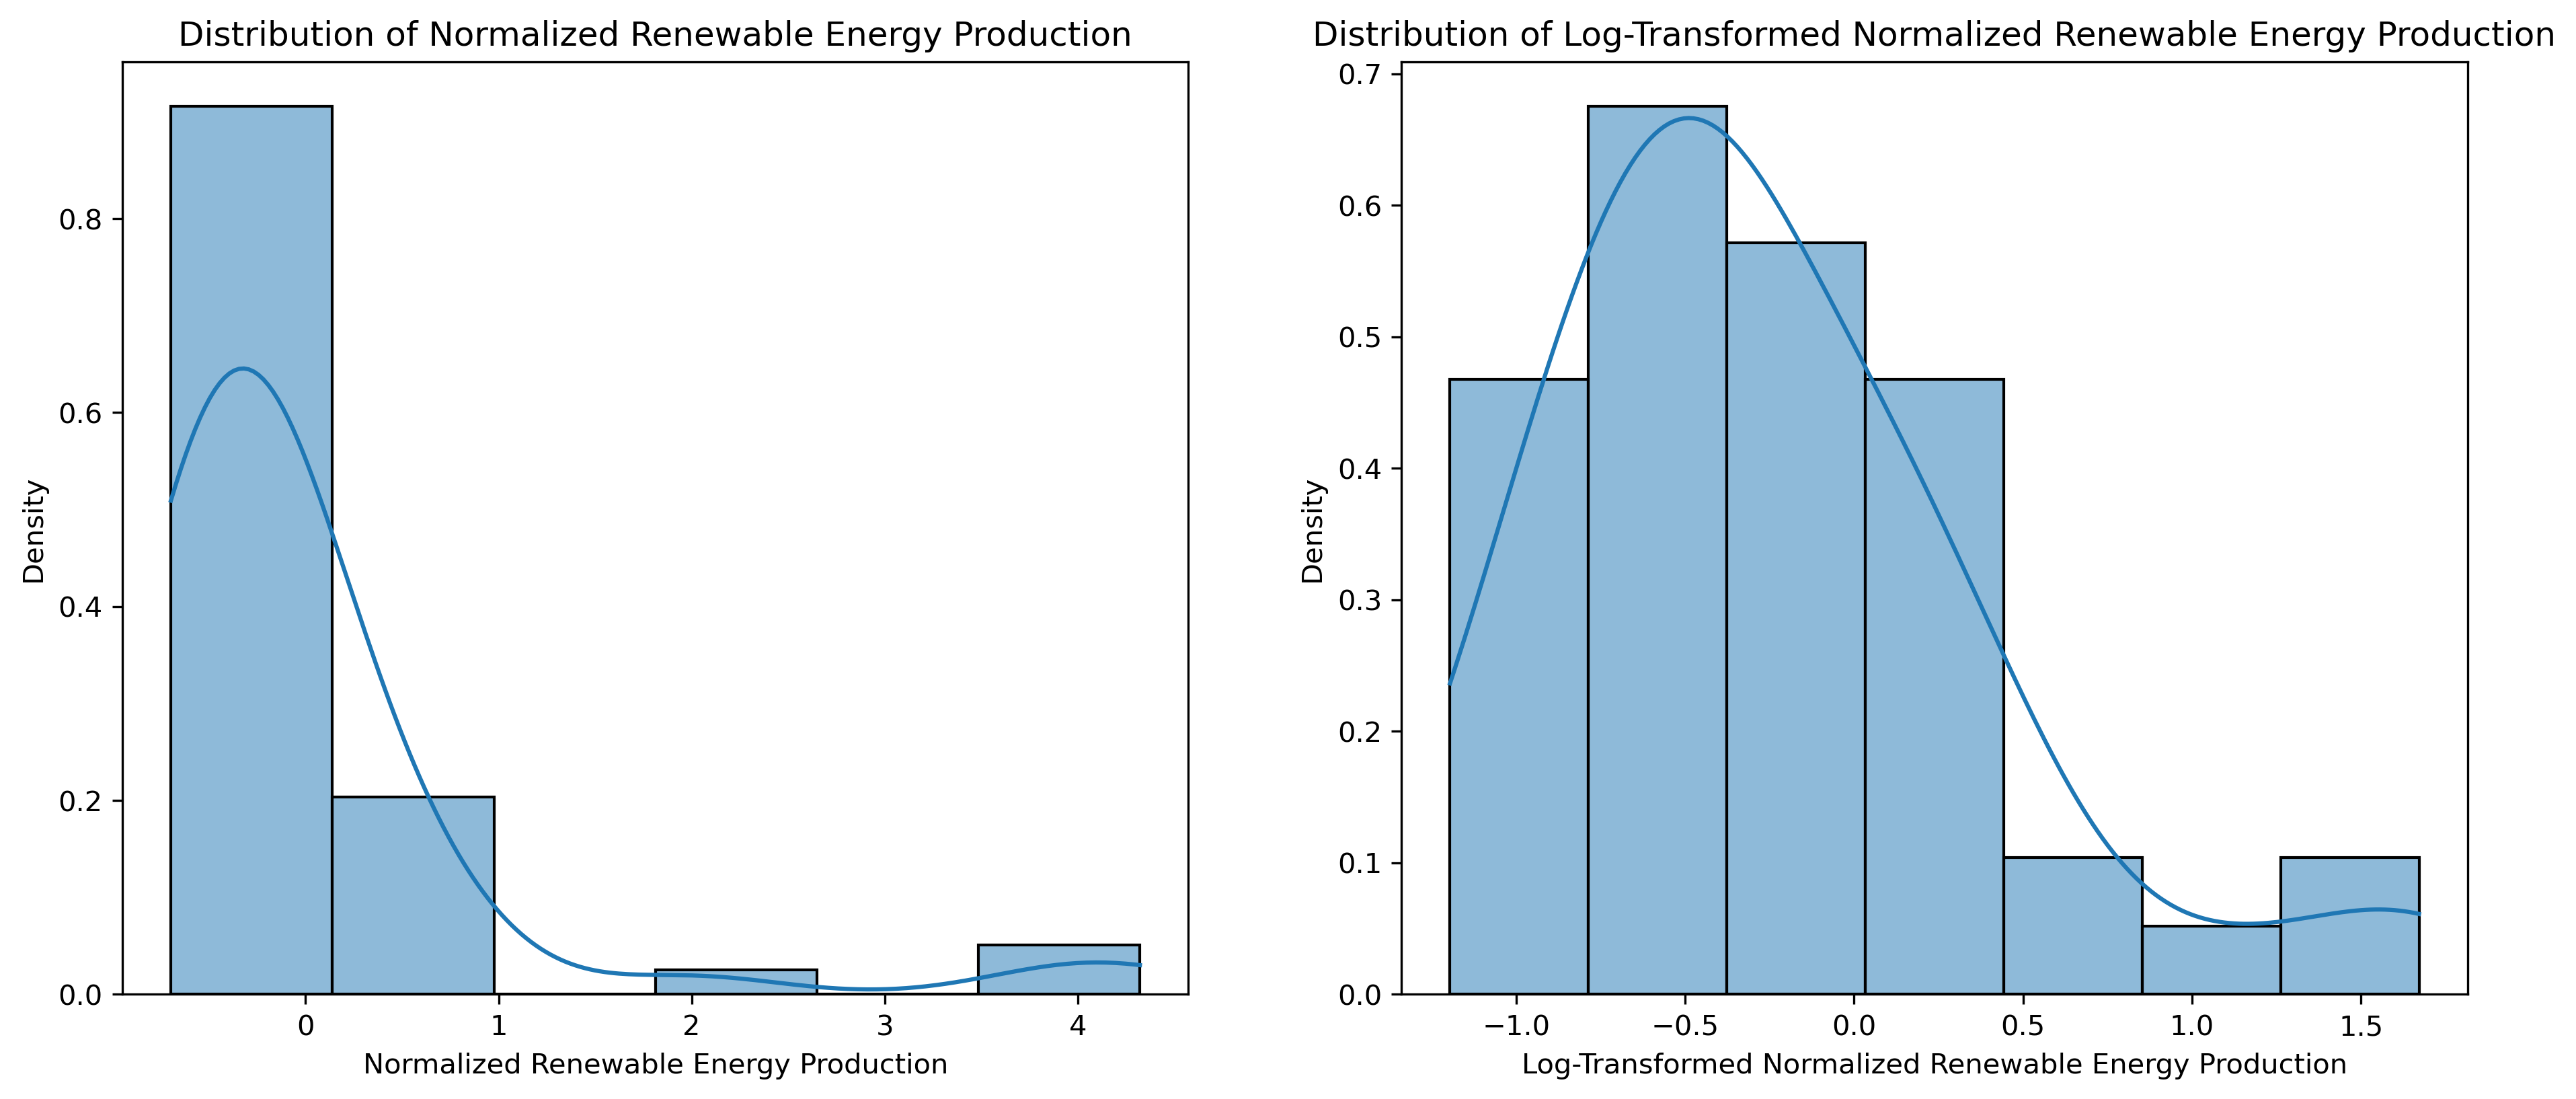 Distribution of Normalized Renewable Energy Production
0.8
0.6
0.4
0.2
0.0
Density
0 1 2 3 4
Normalized Renewable Energy Production
Distribution of Log-Transformed Normalized Renewable Energy Production
0.7
0.6
0.5
0.4
0.3
0.2
0.1
0.0
Density
−1.0 −0.5 0.0 0.5 1.0 1.5
Log-Transformed Normalized Renewable Energy Production